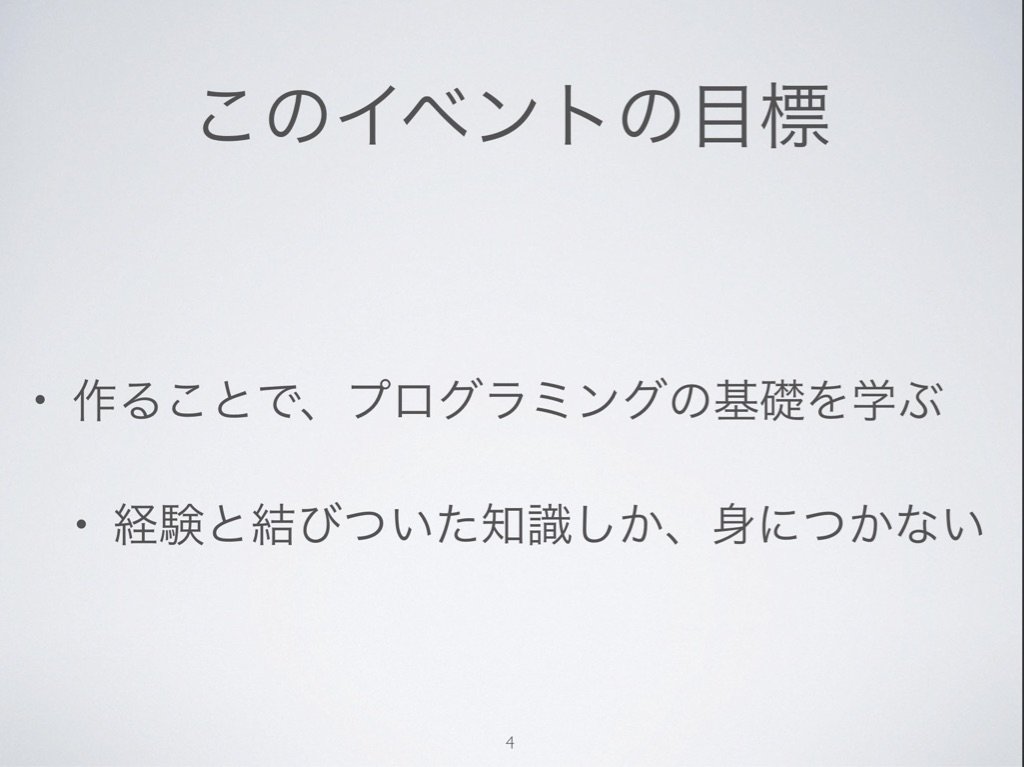 このイベントの目標
・作ることで、プログラミングの基礎を学ぶ
・経験と結びついた知識しか、身につかない
4